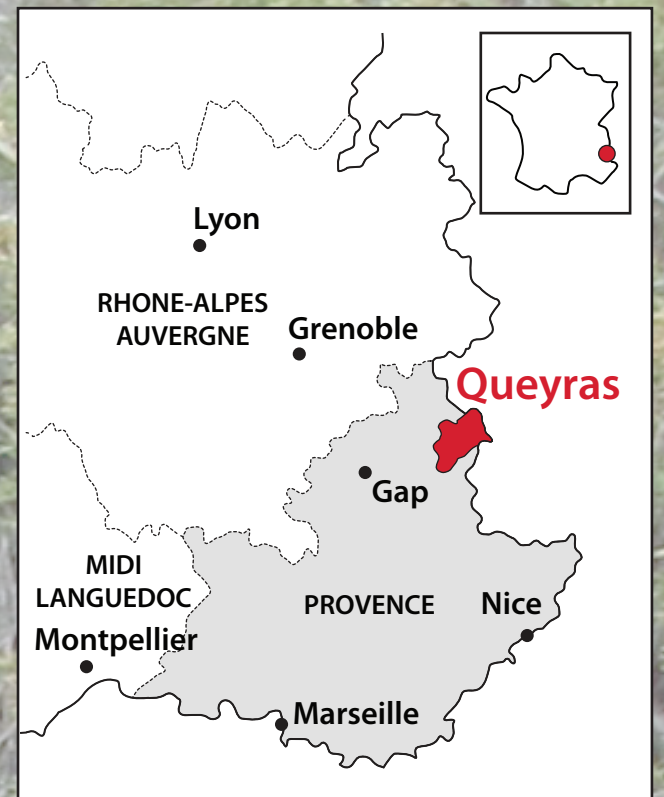 Lyon
RHONE-ALPES
AUVERGNE
Grenoble
Queyras
Gap
MIDI
LANGUEDOC
PROVENCE
Nice
Montpellier
Marseille